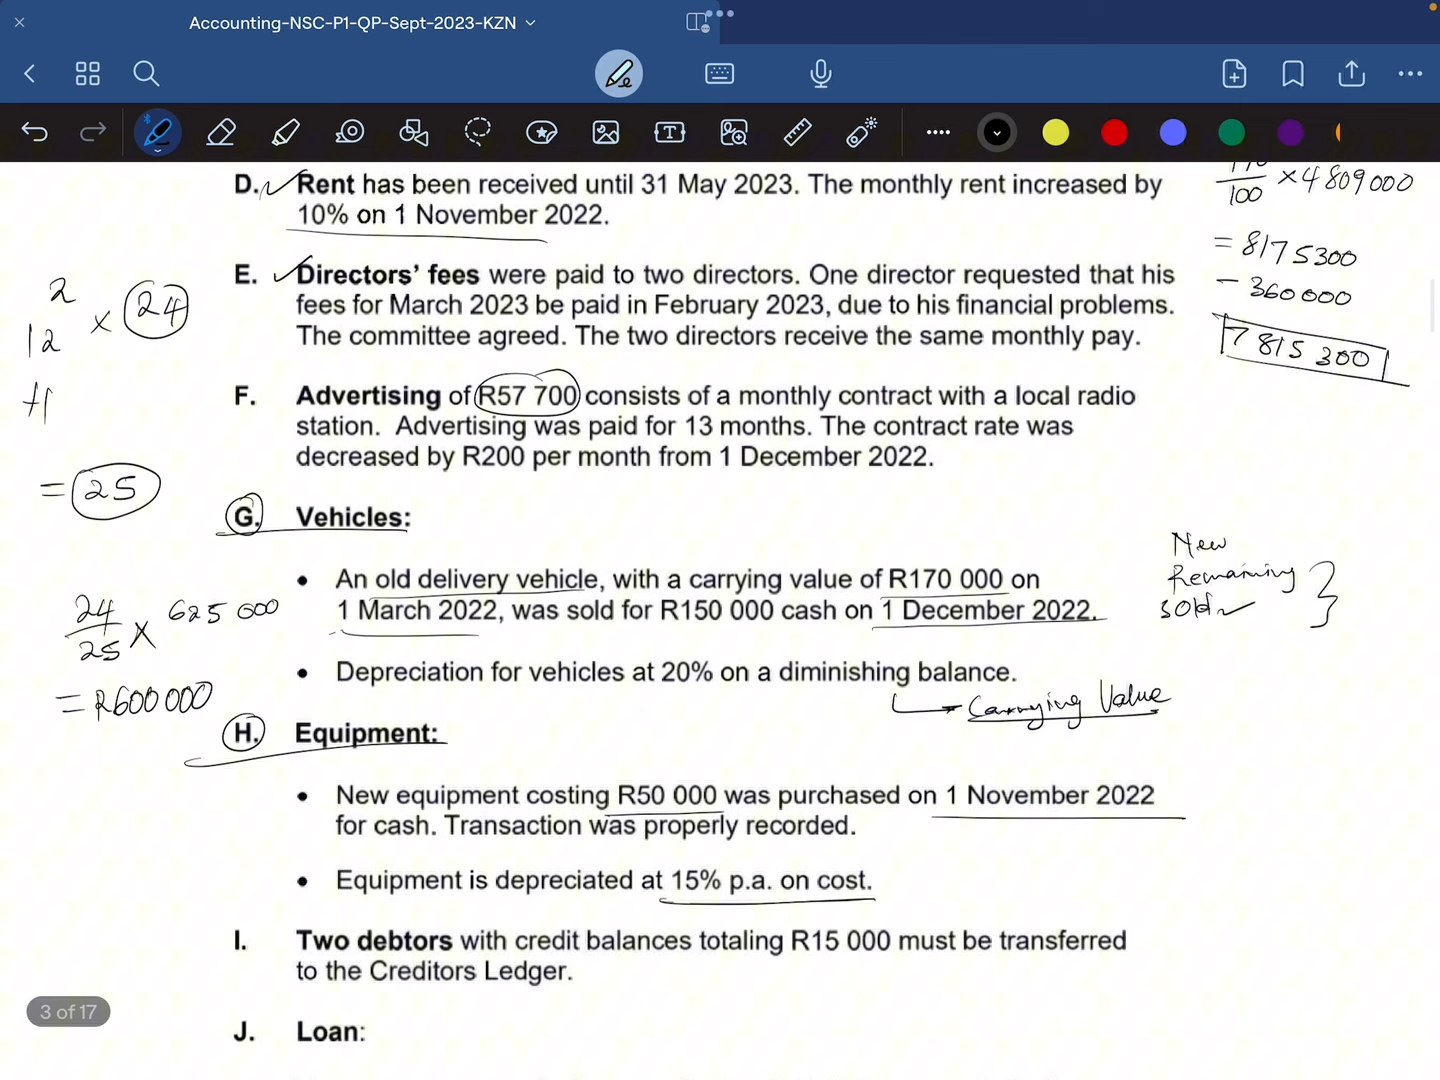 Accounting-NSC-P1-QP-Sept-2023-KZN
D. Rent has been received until 31 May 2023. The monthly rent increased by
10% on 1 November 2022.
100 × 4 809 000
= 8175300
- 360 000
7 815 300
E. Directors' fees were paid to two directors. One director requested that his
fees for March 2023 be paid in February 2023, due to his financial problems.
The committee agreed. The two directors receive the same monthly pay.
2
12 × 24
+1
= 25
F. Advertising of R57 700 consists of a monthly contract with a local radio
station. Advertising was paid for 13 months. The contract rate was
decreased by R200 per month from 1 December 2022.
G. Vehicles:
• An old delivery vehicle, with a carrying value of R170 000 on
1 March 2022, was sold for R150 000 cash on 1 December 2022.
New
Remaining
sold
24
25 × 625 000
= R600 000
• Depreciation for vehicles at 20% on a diminishing balance.
Carrying Value
H. Equipment:
• New equipment costing R50 000 was purchased on 1 November 2022
for cash. Transaction was properly recorded.
• Equipment is depreciated at 15% p.a. on cost.
I. Two debtors with credit balances totaling R15 000 must be transferred
to the Creditors Ledger.
3 of 17
J. Loan: